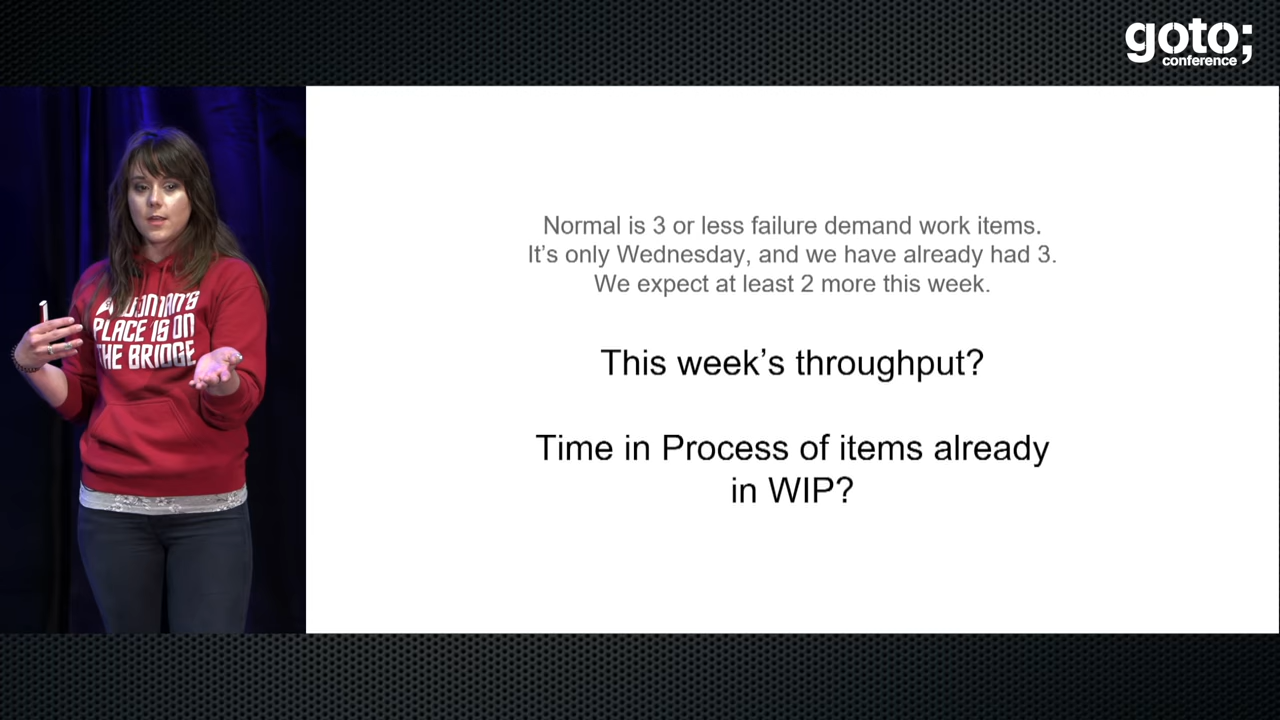 goto;
conference
Normal is 3 or less failure demand work items.
It's only Wednesday, and we have already had 3.
We expect at least 2 more this week.
This week's throughput?
Time in Process of items already
in WIP?
A WOMAN'S
PLACE IS ON
THE BRIDGE